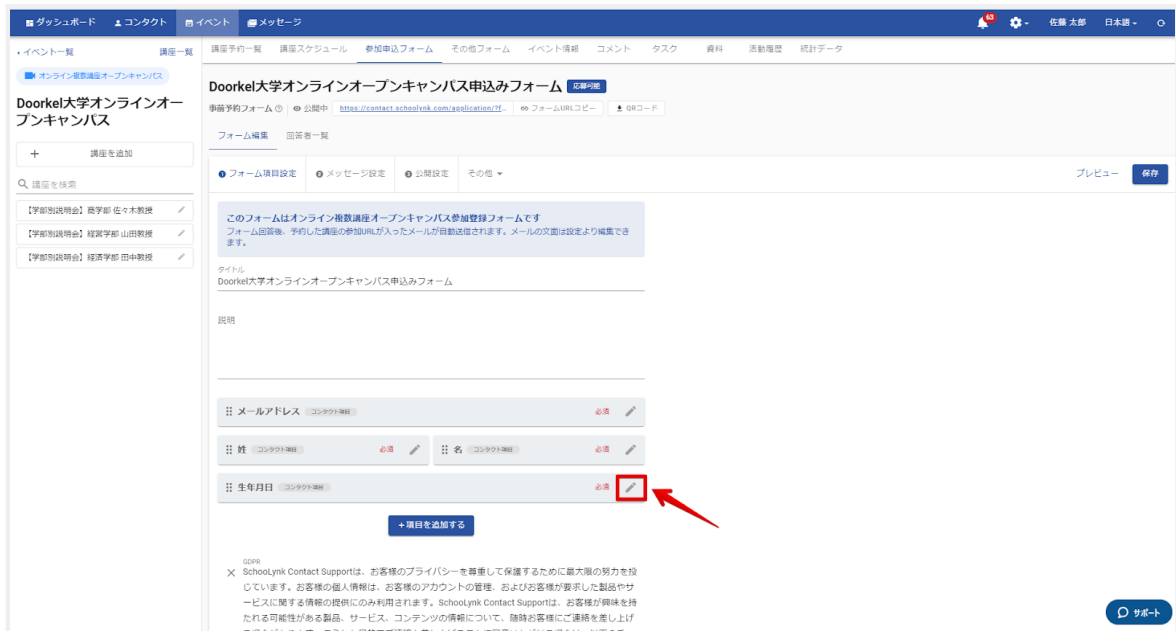 ダッシュボード コンタクト イベント メッセージ 63 佐藤 太郎 日本語
イベント一覧 講座一覧
オンライン複数講座オープンキャンパス
Doorkel大学オンラインオー
プンキャンパス
+ 講座を追加
講座を検索
【学部別説明会】商学部 佐々木教授
【学部別説明会】経営学部 山田教授
【学部別説明会】経済学部 田中教授
講座予約一覧 講座スケジュール 参加申込フォーム その他フォーム イベント情報 コメント タスク 資料 活動履歴 統計データ
Doorkel大学オンラインオープンキャンパス申込みフォーム 応募可能
事前予約フォーム 公開中 https://contact.schoolynk.com/application/?f... フォームURLコピー QRコード
フォーム編集 回答者一覧
1 フォーム項目設定 2 メッセージ設定 3 公開設定 その他 プレビュー 保存
このフォームはオンライン複数講座オープンキャンパス参加登録フォームです
フォーム回答後、予約した講座の参加URLが入ったメールが自動送信されます。メールの文面は設定より編集でき
ます。
タイトル
Doorkel大学オンラインオープンキャンパス申込みフォーム
説明
メールアドレス コンタクト項目 必須
姓 コンタクト項目 必須 名 コンタクト項目 必須
生年月日 コンタクト項目 必須
+項目を追加する
GDPR
SchooLynk Contact Supportは、お客様のプライバシーを尊重して保護するために最大限の努力を投
じています。お客様の個人情報は、お客様のアカウントの管理、およびお客様が要求した製品やサ
ービスに関する情報の提供にのみ利用されます。SchooLynk Contact Supportは、お客様が興味を持
たれる可能性がある製品、サービス、コンテンツの情報について、随時お客様にご連絡を差し上げ
サポート